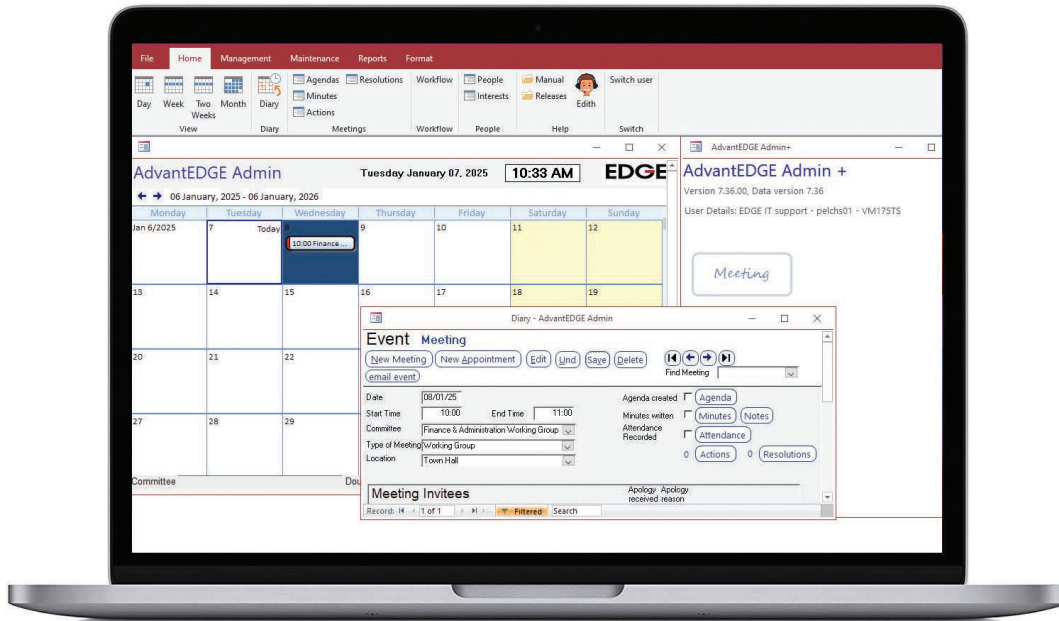 File Home Management Maintenance Reports Format
Agendas Resolutions Workflow People Manual Switch user
Minutes Interests Releases
Day Week Two Weeks Month Diary Actions Edith
View Diary Meetings Workflow People Help Switch
AdvantEDGE Admin Tuesday January 07, 2025 10:33 AM EDGE
06 January, 2025 - 06 January, 2026
Monday Tuesday Wednesday Thursday Friday Saturday Sunday
Jan 6/2025 7 Today 8 9 10 11 12
10:00 Finance ...
13 14 15 16 17 18 19
20 21 22
27 28 29
Committee Dou
AdvantEDGE Admin+
AdvantEDGE Admin +
Version 7.36.00, Data version 7.36
User Details: EDGE IT support - pelchs01 - VM175TS
Meeting
Diary - AdvantEDGE Admin
Event Meeting
New Meeting New Appointment Edit Und Save Delete
Find Meeting
email event
Date 08/01/25 Agenda created Agenda
Start Time 10:00 End Time 11:00 Minutes written Minutes Notes
Committee Finance & Administration Working Group Attendance Recorded Attendance
Type of Meeting Working Group 0 Actions 0 Resolutions
Location Town Hall
Meeting Invitees Apology received Apology reason
Record: 1 of 1 Filtered Search